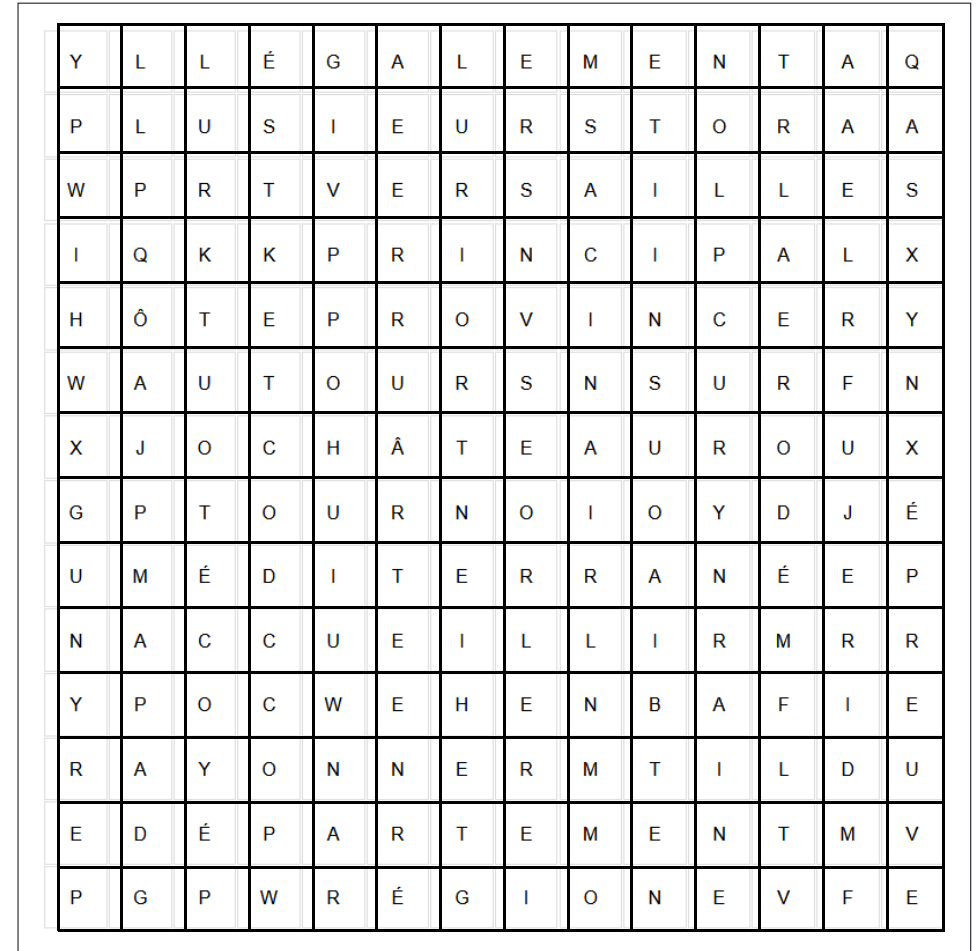 Y L L É G A L E M E N T A Q
P L U S I E U R S T O R A A
W P R T V E R S A I L L E S
I Q K K P R I N C I P A L X
H Ô T E P R O V I N C E R Y
W A U T O U R S N S U R F N
X J O C H Â T E A U R O U X
G P T O U R N O I O Y D J É
U M É D I T E R R A N É E P
N A C C U E I L L I R M R R
Y P O C W E H E N B A F I E
R A Y O N N E R M T I L D U
E D É P A R T E M E N T M V
P G P W R É G I O N E V F E